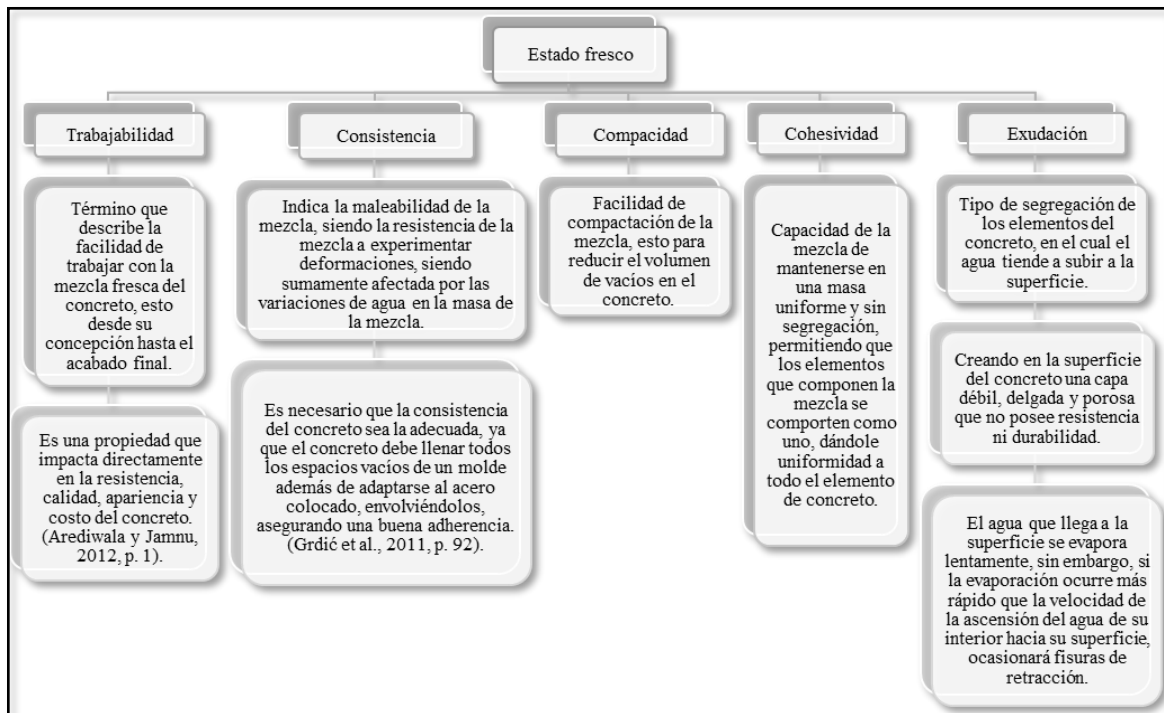 Estado fresco
Trabajabilidad
Término que
describe la
facilidad de
trabajar con la
mezcla fresca del
concreto, esto
desde su
concepción hasta el
acabado final.
Es una propiedad que
impacta directamente
en la resistencia,
calidad, apariencia y
costo del concreto.
(Arediwala y Jamnu,
2012, p. 1).
Consistencia
Indica la maleabilidad de la
mezcla, siendo la resistencia de la
mezcla a experimentar
deformaciones, siendo
sumamente afectada por las
variaciones de agua en la masa de
la mezcla.
Es necesario que la consistencia
del concreto sea la adecuada, ya
que el concreto debe llenar todos
los espacios vacíos de un molde
además de adaptarse al acero
colocado, envolviéndolos,
asegurando una buena adherencia.
(Grdić et al., 2011, p. 92).
Compacidad
Facilidad de
compactación de la
mezcla, esto para
reducir el volumen
de vacíos en el
concreto.
Cohesividad
Capacidad de la
mezcla de
mantenerse en
una masa
uniforme y sin
segregación,
permitiendo que
los elementos
que componen la
mezcla se
comporten como
uno, dándole
uniformidad a
todo el elemento
de concreto.
Exudación
Tipo de segregación de
los elementos del
concreto, en el cual el
agua tiende a subir a la
superficie.
Creando en la superficie
del concreto una capa
débil, delgada y porosa
que no posee resistencia
ni durabilidad.
El agua que llega a la
superficie se evapora
lentamente, sin embargo, si
la evaporación ocurre más
rápido que la velocidad de
la ascensión del agua de su
interior hacia su superficie,
ocasionará fisuras de
retracción.